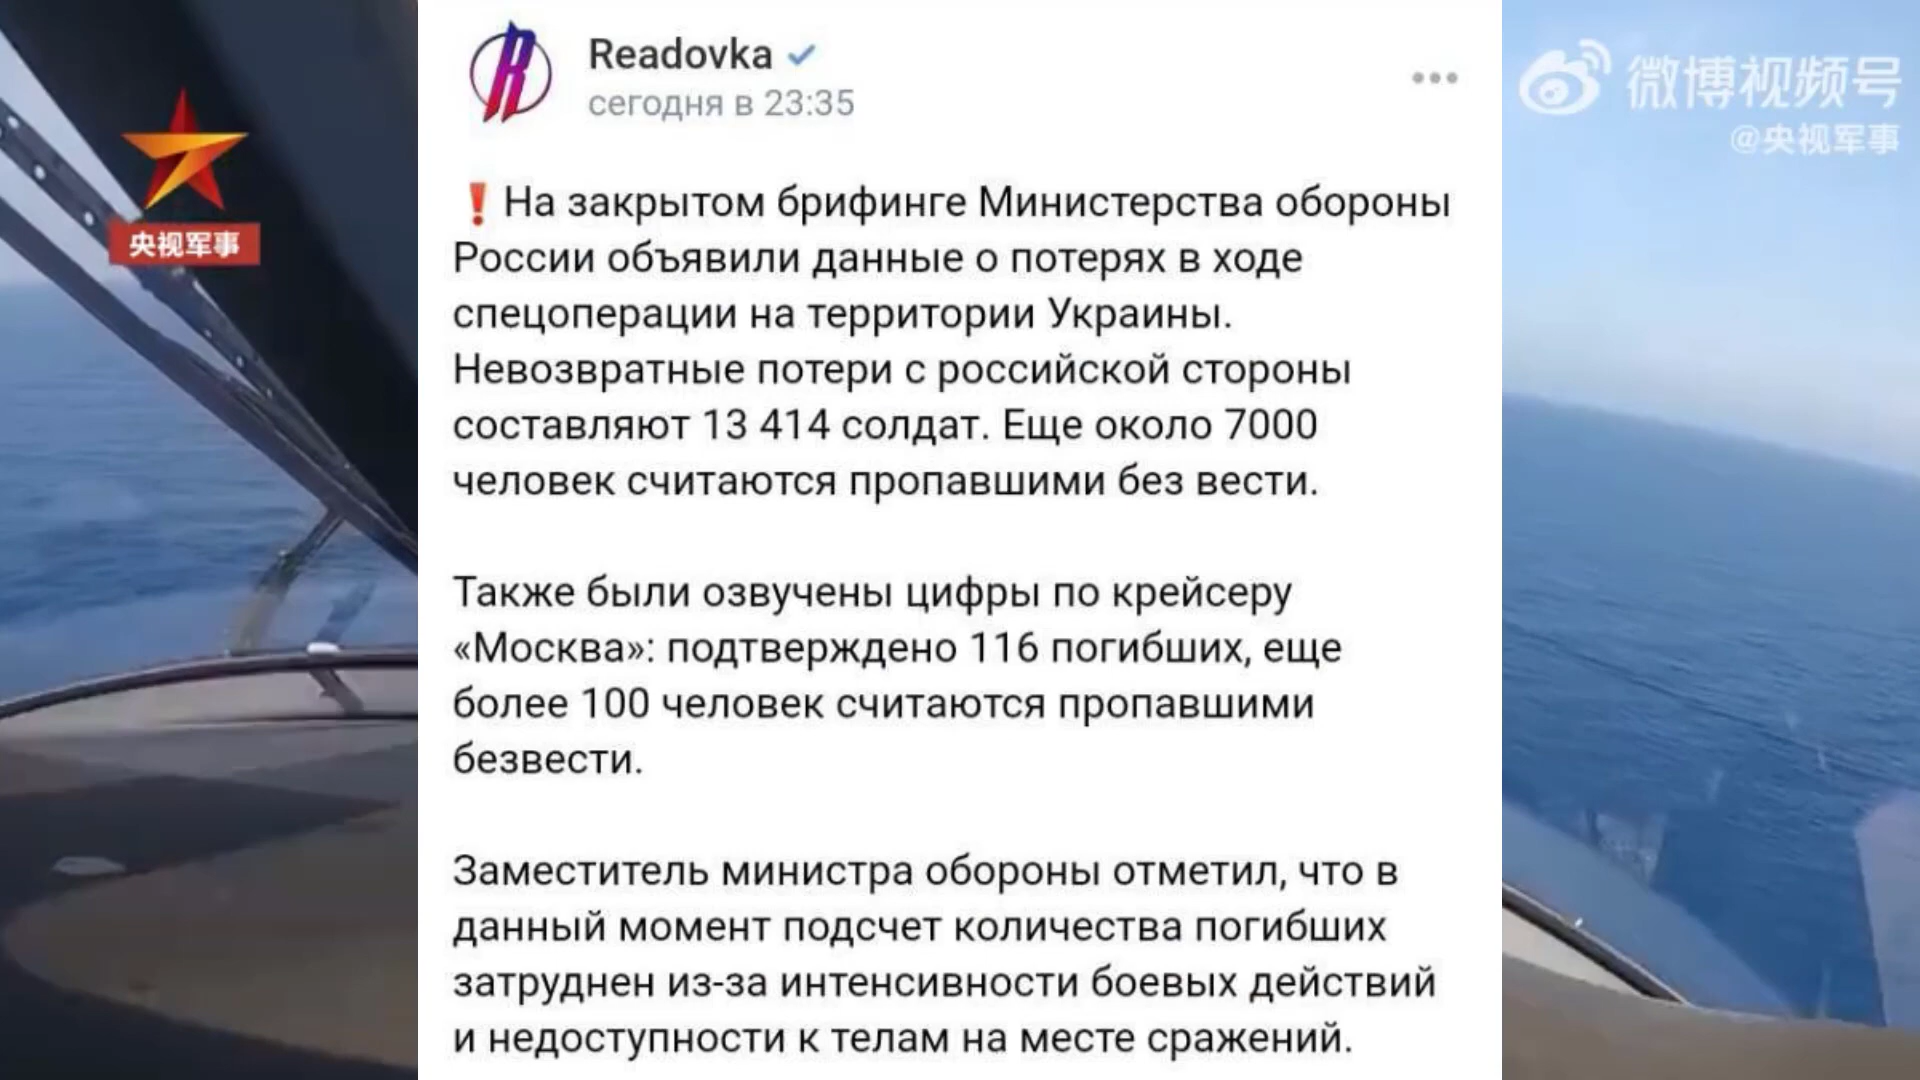 央视军事
微博视频号
@央视军事
Readovka
сегодня в 23:35
❗На закрытом брифинге Министерства обороны
России объявили данные о потерях в ходе
спецоперации на территории Украины.
Невозвратные потери с российской стороны
составляют 13 414 солдат. Еще около 7000
человек считаются пропавшими без вести.
Также были озвучены цифры по крейсеру
«Москва»: подтверждено 116 погибших, еще
более 100 человек считаются пропавшими
безвести.
Заместитель министра обороны отметил, что в
данный момент подсчет количества погибших
затруднен из-за интенсивности боевых действий
и недоступности к телам на месте сражений.